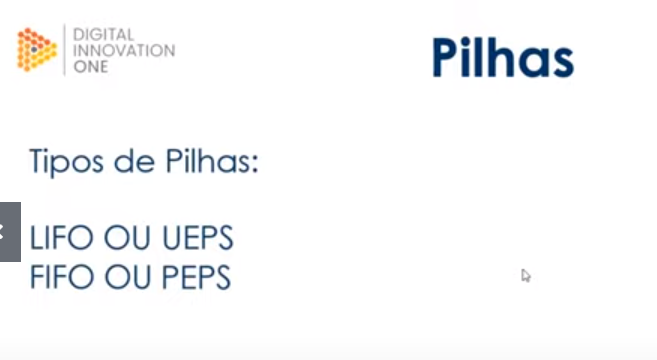 DIGITAL
INNOVATION
ONE
Pilhas
Tipos de Pilhas:
LIFO OU UEPS
FIFO OU PEPS